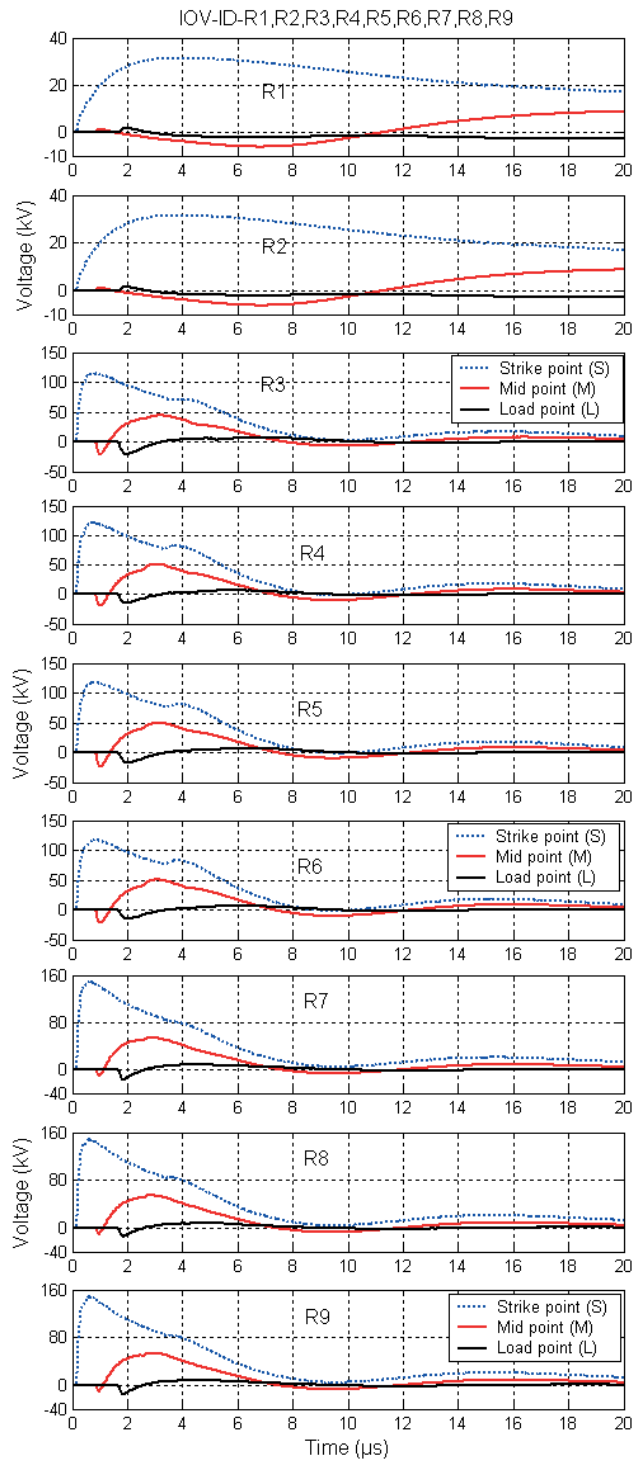 IOV-ID-R1,R2,R3,R4,R5,R6,R7,R8,R9
40
20
0
-10
R1
0 2 4 6 8 10 12 14 16 18 20
Voltage (kV)
40
20
0
-10
R2
0 2 4 6 8 10 12 14 16 18 20
150
100
50
0
-50
R3
Strike point (S)
Mid point (M)
Load point (L)
0 2 4 6 8 10 12 14 16 18 20
150
100
50
0
-50
R4
0 2 4 6 8 10 12 14 16 18 20
Voltage (kV)
150
100
50
0
-50
R5
0 2 4 6 8 10 12 14 16 18 20
150
100
50
0
-50
R6
Strike point (S)
Mid point (M)
Load point (L)
0 2 4 6 8 10 12 14 16 18 20
160
80
0
-40
R7
0 2 4 6 8 10 12 14 16 18 20
Voltage (kV)
160
80
0
-40
R8
0 2 4 6 8 10 12 14 16 18 20
160
80
0
-40
R9
Strike point (S)
Mid point (M)
Load point (L)
0 2 4 6 8 10 12 14 16 18 20
Time (µs)